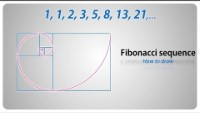 1, 1, 2, 3, 5, 8, 13, 21,...
Fibonacci sequence
How to draw